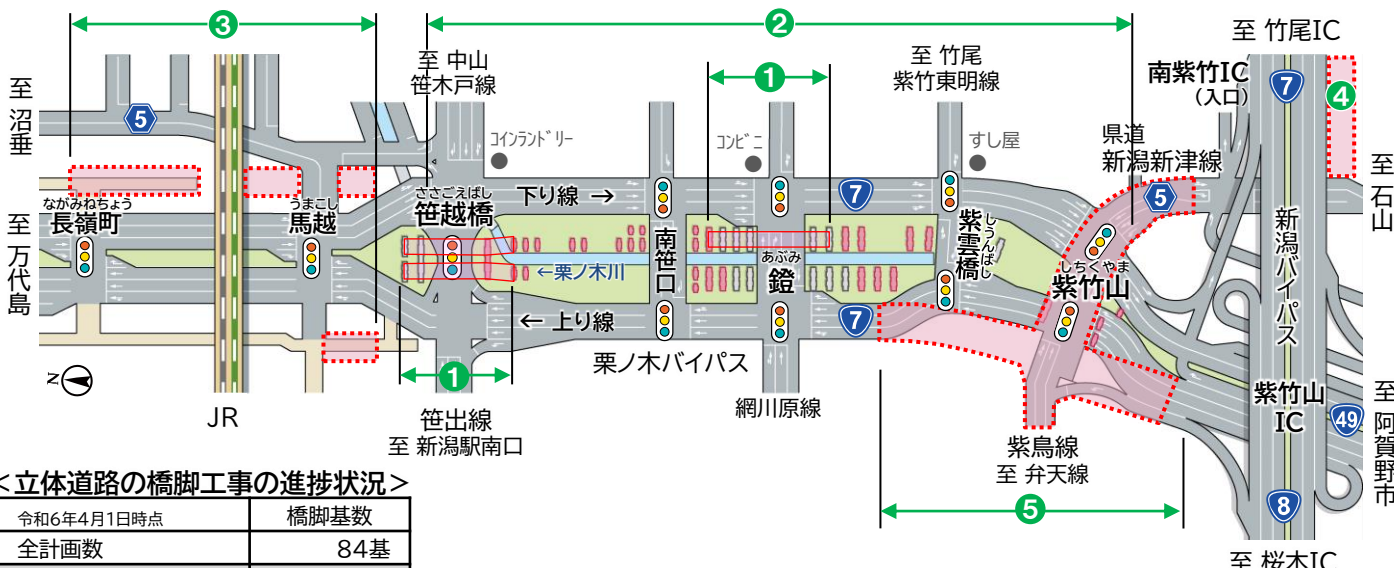 3
2
至 中山
笹木戸線
1
至 竹尾
紫竹東明線
至 竹尾IC
南紫竹IC
(入口)
7
4
至 沼垂
5
コインランドリー
コンビニ
すし屋
県道
新潟新津線
5
至 石山
ながみねちょう
長嶺町
うまこし
馬越
ささごえばし
笹越橋
下り線 →
7
至 万代島
南笹口
あぶみ
鐙
しうんばし
紫雲橋
しちくやま
紫竹山
新潟バイパス
←栗ノ木川
← 上り線
7
栗ノ木バイパス
N
1
JR
笹出線
至 新潟駅南口
網川原線
紫鳥線
至 弁天線
5
紫竹山
IC
49
至 阿賀野市
8
至 桜木IC
<立体道路の橋脚工事の進捗状況>
令和6年4月1日時点 橋脚基数
全計画数 84基